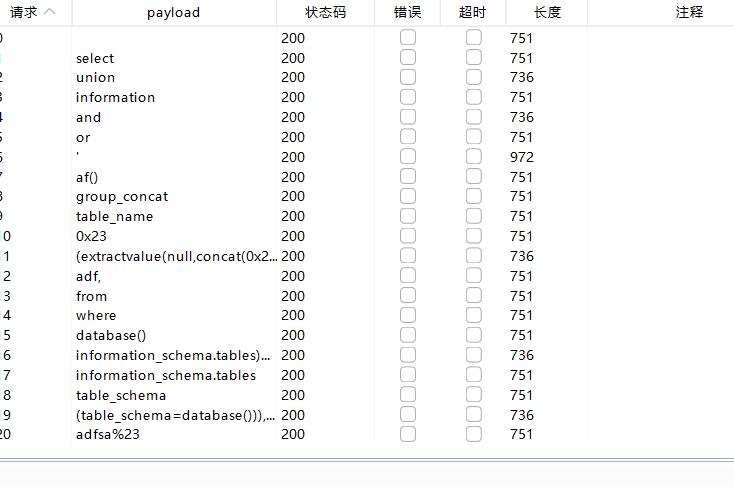 请求 payload 状态码 错误 超时 长度 注释
0 200 751
1 select 200 751
2 union 200 736
3 information 200 751
4 and 200 736
5 or 200 751
6 ' 200 972
7 af() 200 751
8 group_concat 200 751
9 table_name 200 751
10 0x23 200 751
11 (extractvalue(null,concat(0x2... 200 736
12 adf, 200 751
13 from 200 751
14 where 200 751
15 database() 200 751
16 information_schema.tables)... 200 736
17 information_schema.tables 200 751
18 table_schema 200 751
19 (table_schema=database())),... 200 736
20 adfsa%23 200 751